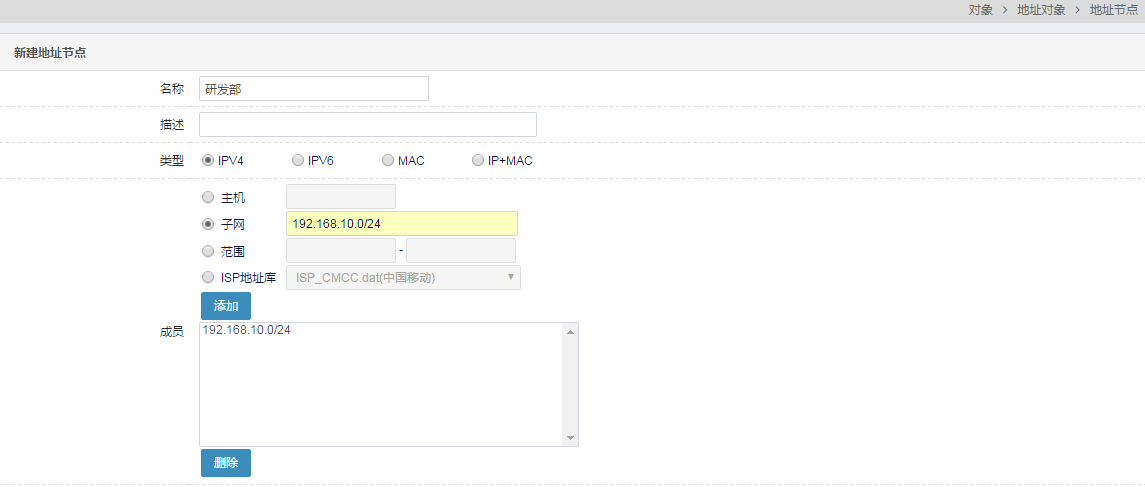 对象 > 地址对象 > 地址节点
新建地址节点
名称 研发部
描述
类型 IPV4 IPV6 MAC IP+MAC
主机
子网 192.168.10.0/24
范围 -
ISP地址库 ISP_CMCC.dat(中国移动)
添加
成员 192.168.10.0/24
删除